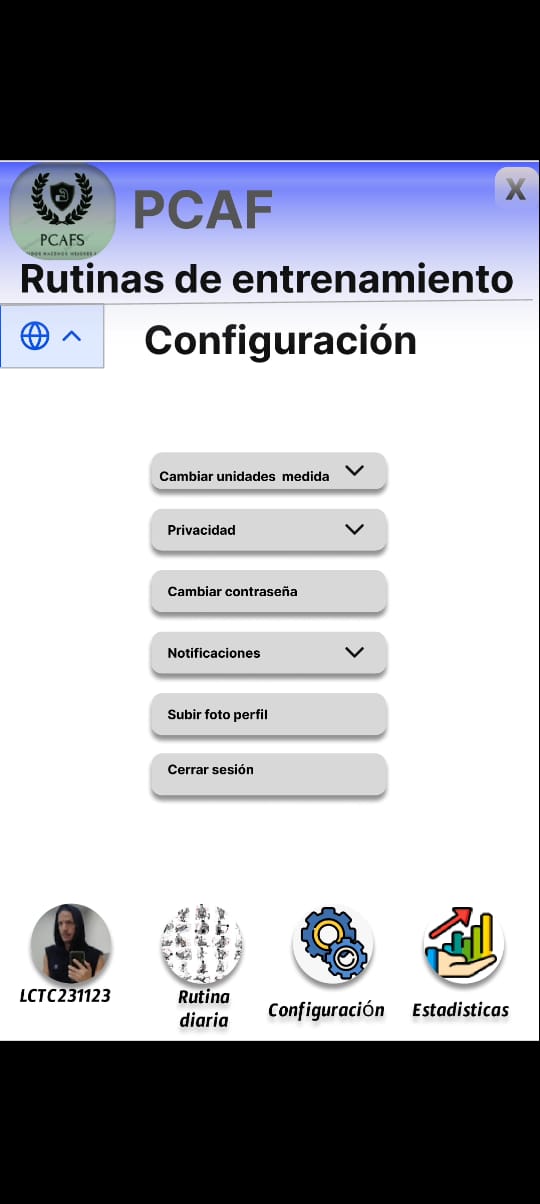 PCAF
X
PCAFS
Rutinas de entrenamiento
Configuración
Cambiar unidades medida
Privacidad
Cambiar contraseña
Notificaciones
Subir foto perfil
Cerrar sesión
LCTC231123
Rutina
diaria
Configuración
Estadisticas